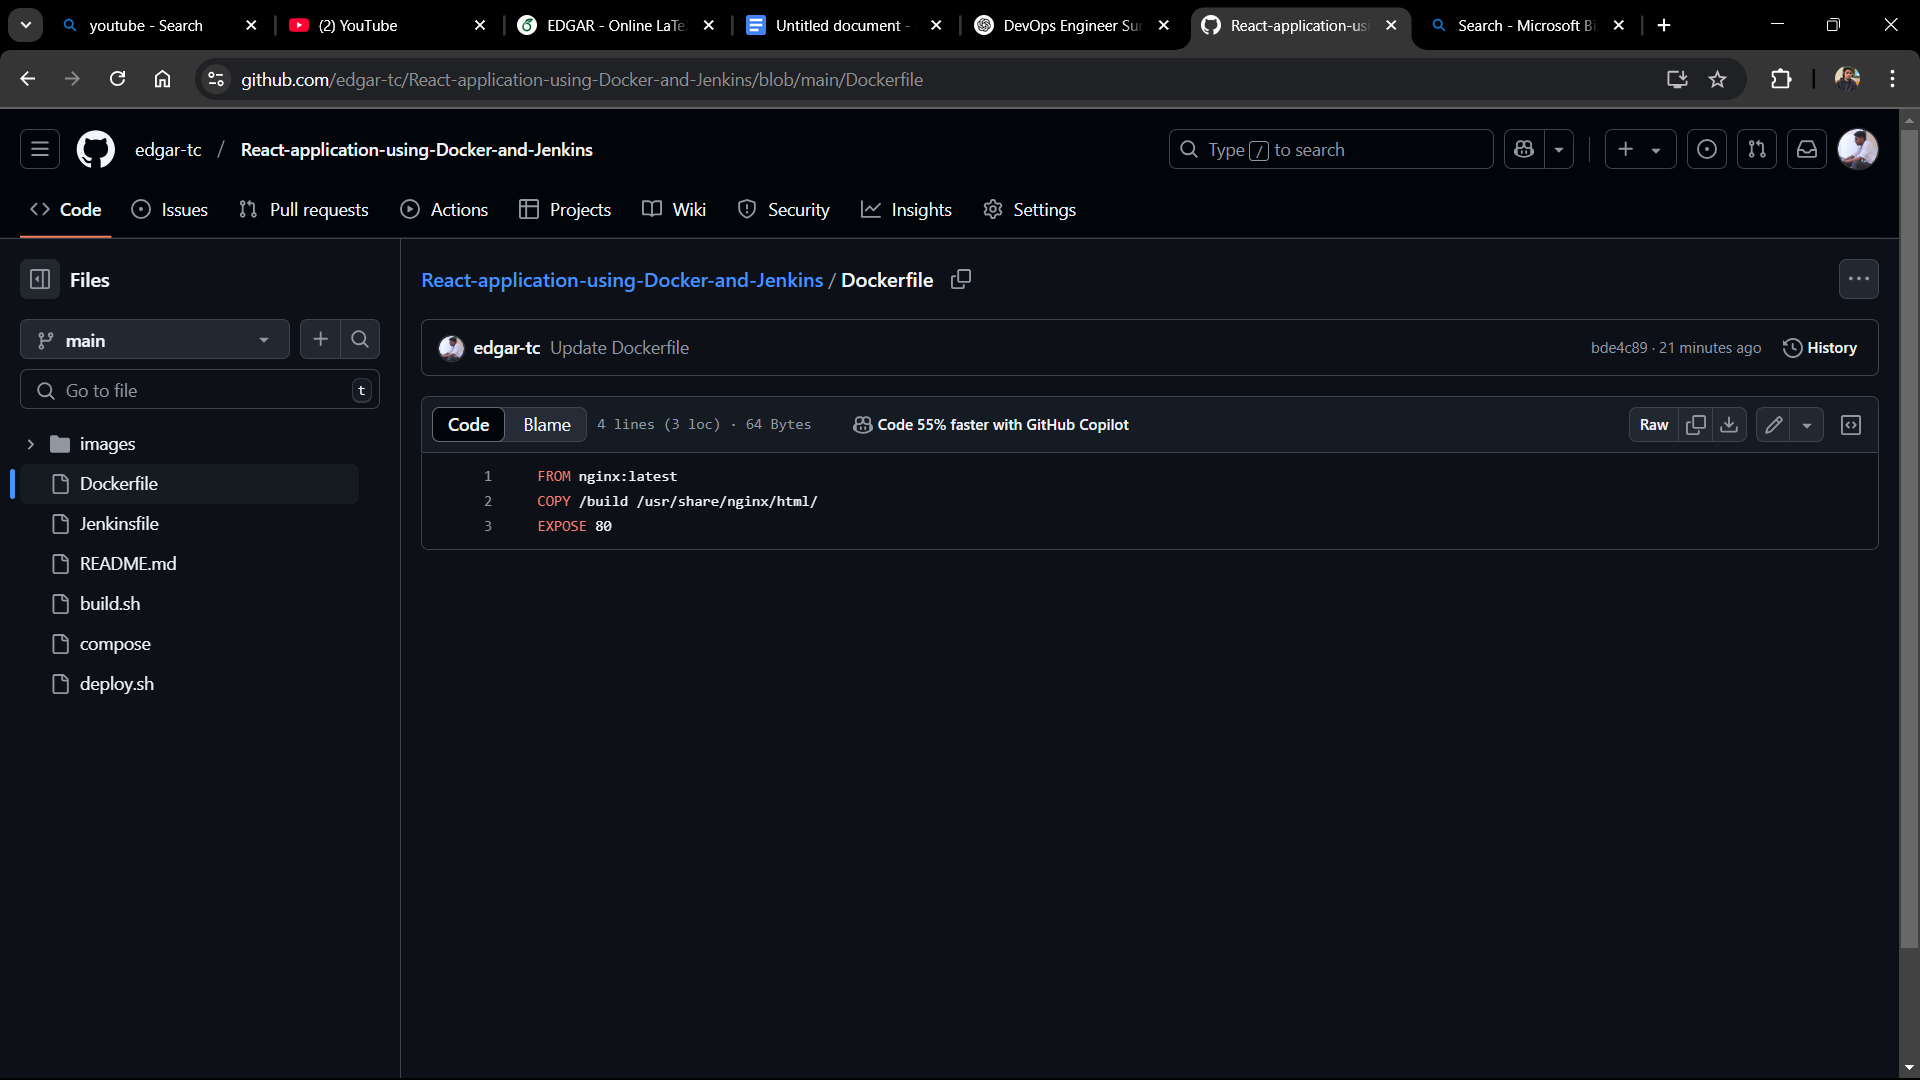 youtube - Search
(2) YouTube
EDGAR - Online LaTe
Untitled document -
DevOps Engineer Sur
React-application-usi
Search - Microsoft Bi
github.com/edgar-tc/React-application-using-Docker-and-Jenkins/blob/main/Dockerfile
edgar-tc / React-application-using-Docker-and-Jenkins
Type / to search
Code
Issues
Pull requests
Actions
Projects
Wiki
Security
Insights
Settings
Files
main
Go to file
t
images
Dockerfile
Jenkinsfile
README.md
build.sh
compose
deploy.sh
React-application-using-Docker-and-Jenkins / Dockerfile
edgar-tc Update Dockerfile
bde4c89 · 21 minutes ago
History
Code
Blame
4 lines (3 loc) · 64 Bytes
Code 55% faster with GitHub Copilot
Raw
1 FROM nginx:latest
2 COPY /build /usr/share/nginx/html/
3 EXPOSE 80